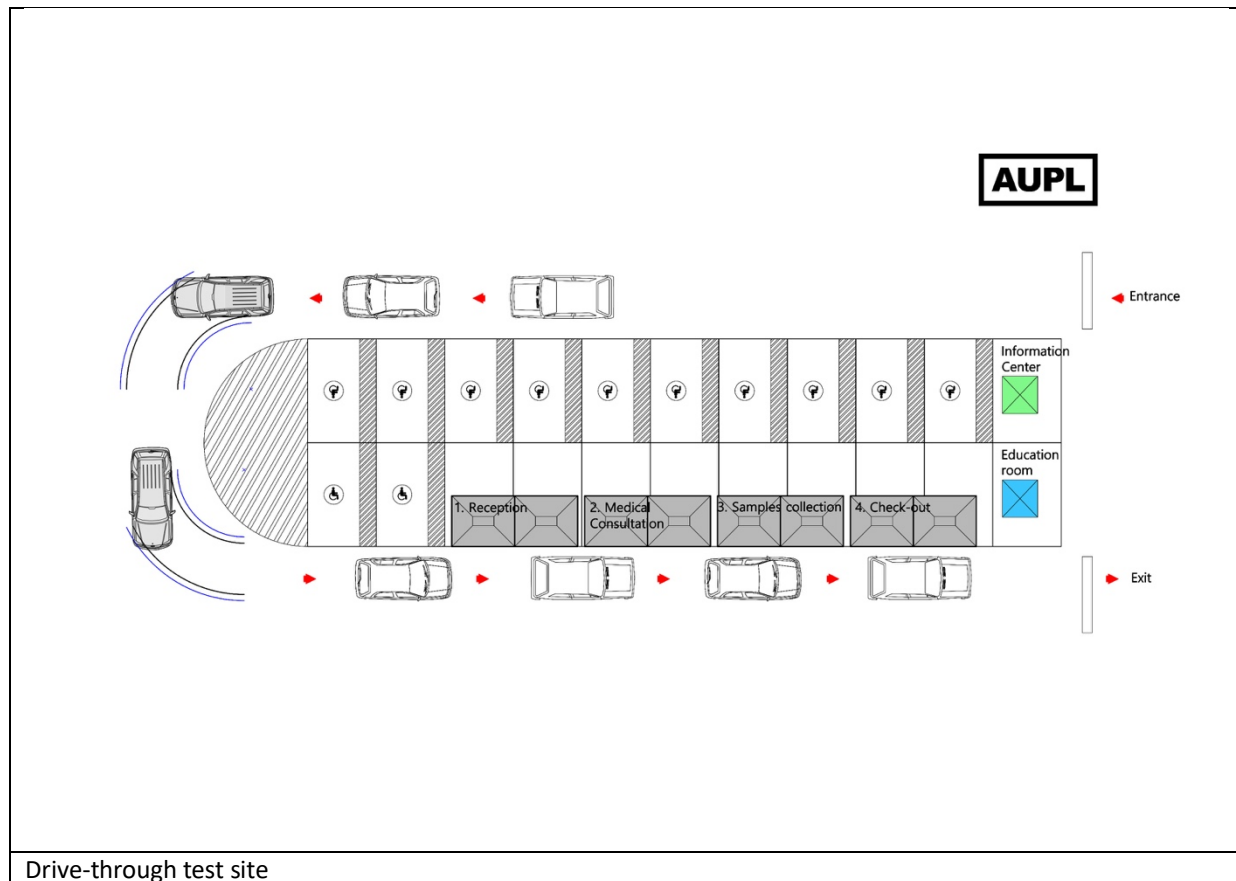 AUPL
Entrance
Information
Center
Education
room
1. Reception
2. Medical
Consultation
3. Samples collection
4. Check-out
Exit
Drive-through test site